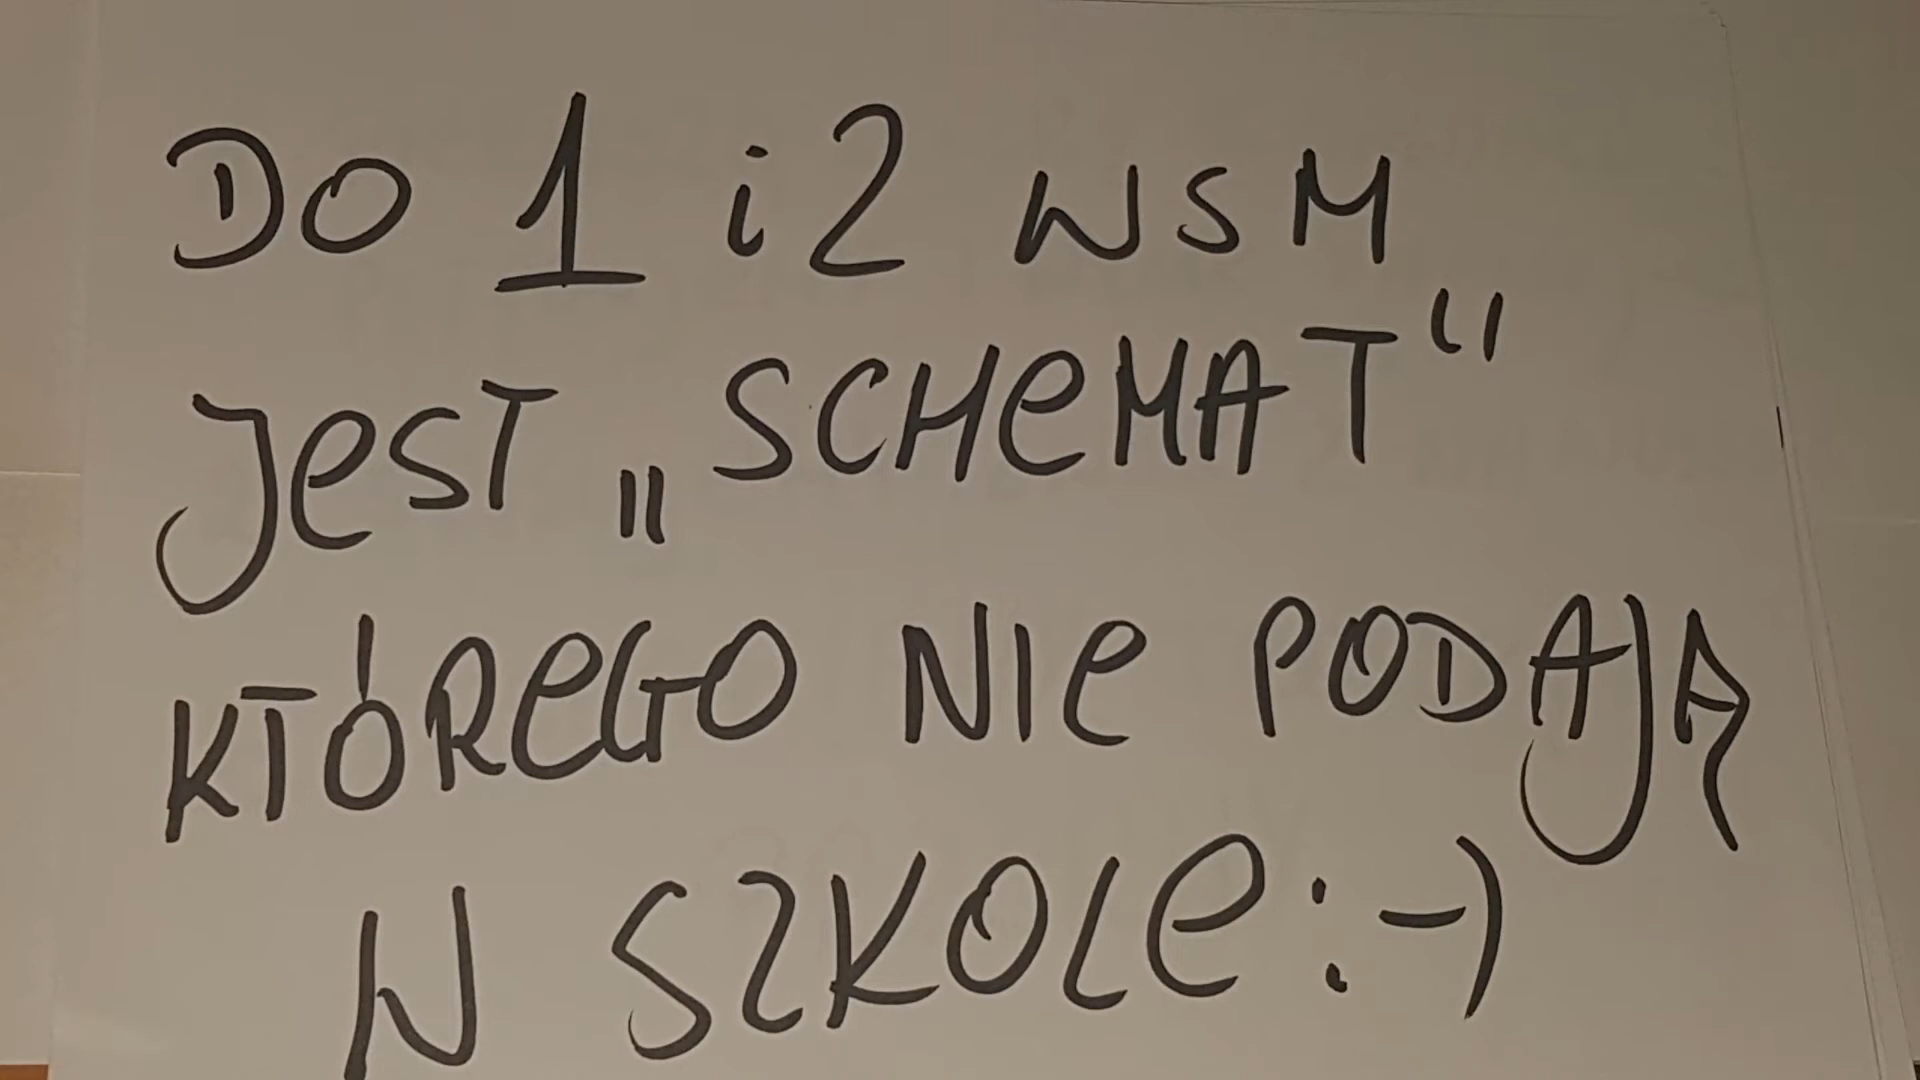 DO 1 i 2 WSM
JEST „SCHEMAT“
KTÓREGO NIE PODAJĄ
W SZKOLE :-)